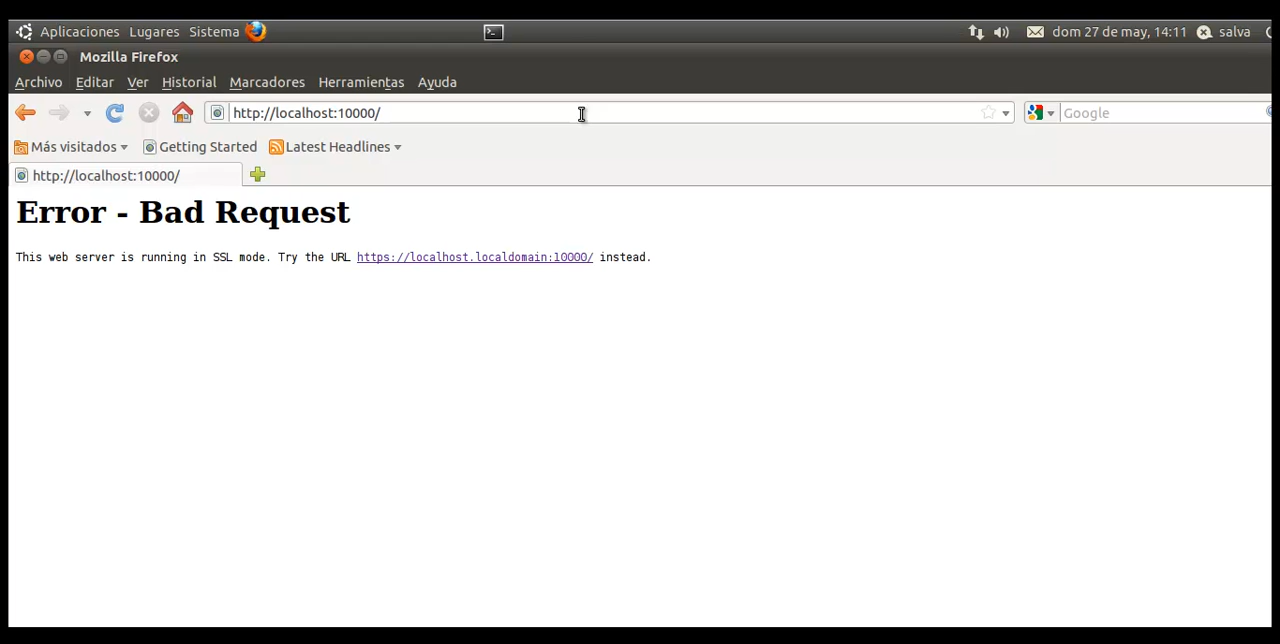 Aplicaciones Lugares Sistema dom 27 de may, 14:11 salva
Mozilla Firefox
Archivo Editar Ver Historial Marcadores Herramientas Ayuda
http://localhost:10000/ Google
Más visitados Getting Started Latest Headlines
http://localhost:10000/
Error - Bad Request
This web server is running in SSL mode. Try the URL https://localhost.localdomain:10000/ instead.